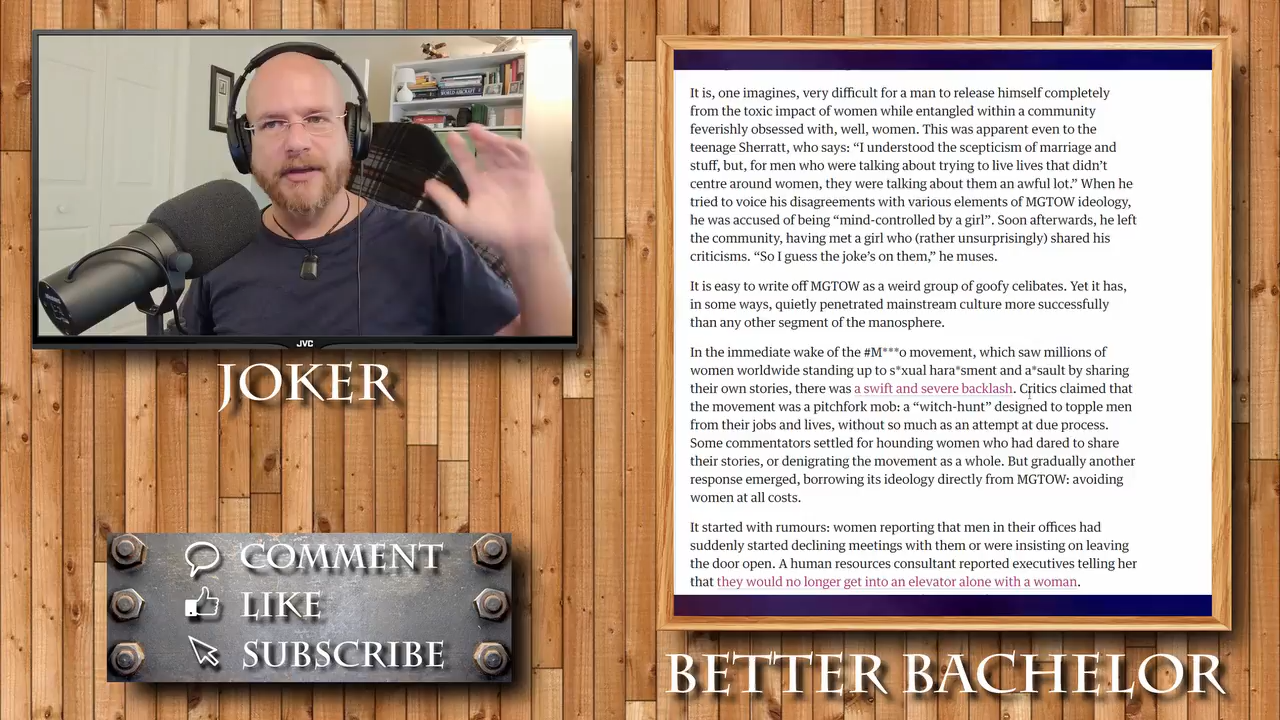 JVC
JOKER
COMMENT
LIKE
SUBSCRIBE
It is, one imagines, very difficult for a man to release himself completely
from the toxic impact of women while entangled within a community
feverishly obsessed with, well, women. This was apparent even to the
teenage Sherratt, who says: “I understood the scepticism of marriage and
stuff, but, for men who were talking about trying to live lives that didn’t
centre around women, they were talking about them an awful lot.” When he
tried to voice his disagreements with various elements of MGTOW ideology,
he was accused of being “mind-controlled by a girl”. Soon afterwards, he left
the community, having met a girl who (rather unsurprisingly) shared his
criticisms. “So I guess the joke’s on them,” he muses.
It is easy to write off MGTOW as a weird group of goofy celibates. Yet it has,
in some ways, quietly penetrated mainstream culture more successfully
than any other segment of the manosphere.
In the immediate wake of the #M***o movement, which saw millions of
women worldwide standing up to s*xual hara*sment and a*sault by sharing
their own stories, there was a swift and severe backlash. Critics claimed that
the movement was a pitchfork mob: a “witch-hunt” designed to topple men
from their jobs and lives, without so much as an attempt at due process.
Some commentators settled for hounding women who had dared to share
their stories, or denigrating the movement as a whole. But gradually another
response emerged, borrowing its ideology directly from MGTOW: avoiding
women at all costs.
It started with rumours: women reporting that men in their offices had
suddenly started declining meetings with them or were insisting on leaving
the door open. A human resources consultant reported executives telling her
that they would no longer get into an elevator alone with a woman.
BETTER BACHELOR